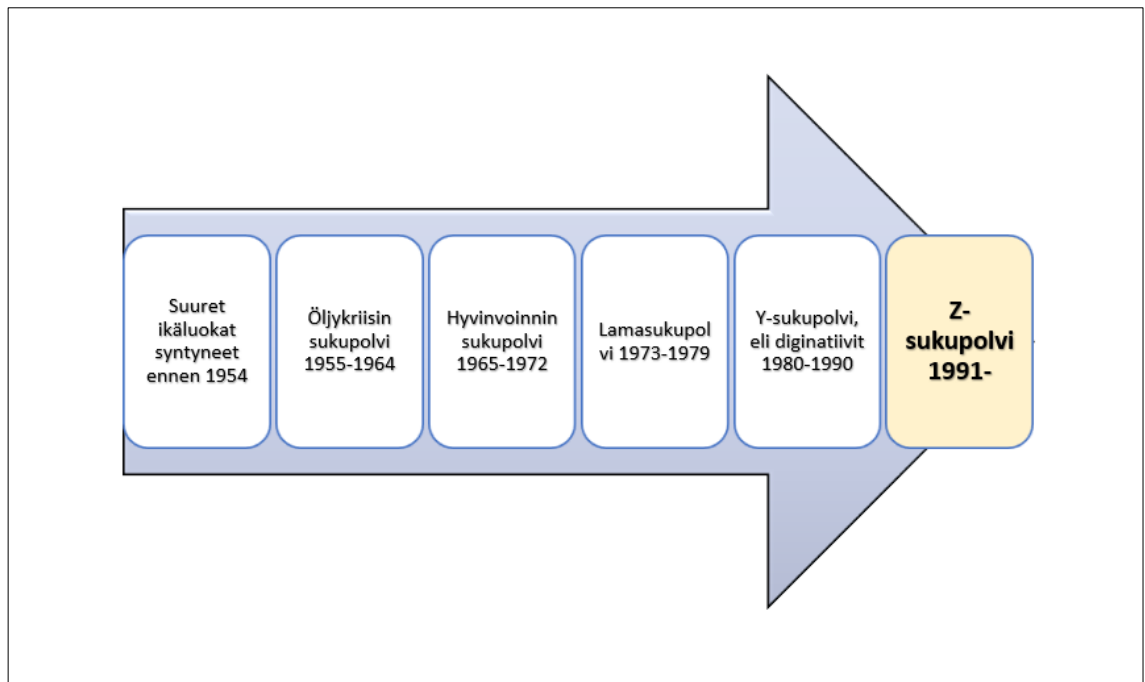 Suuret
ikäluokat
syntyneet
ennen 1954
Öljykriisin
sukupolvi
1955-1964
Hyvinvoinnin
sukupolvi
1965-1972
Lamasukupol
vi 1973-1979
Y-sukupolvi,
eli diginatiivit
1980-1990
Z-
sukupolvi
1991-